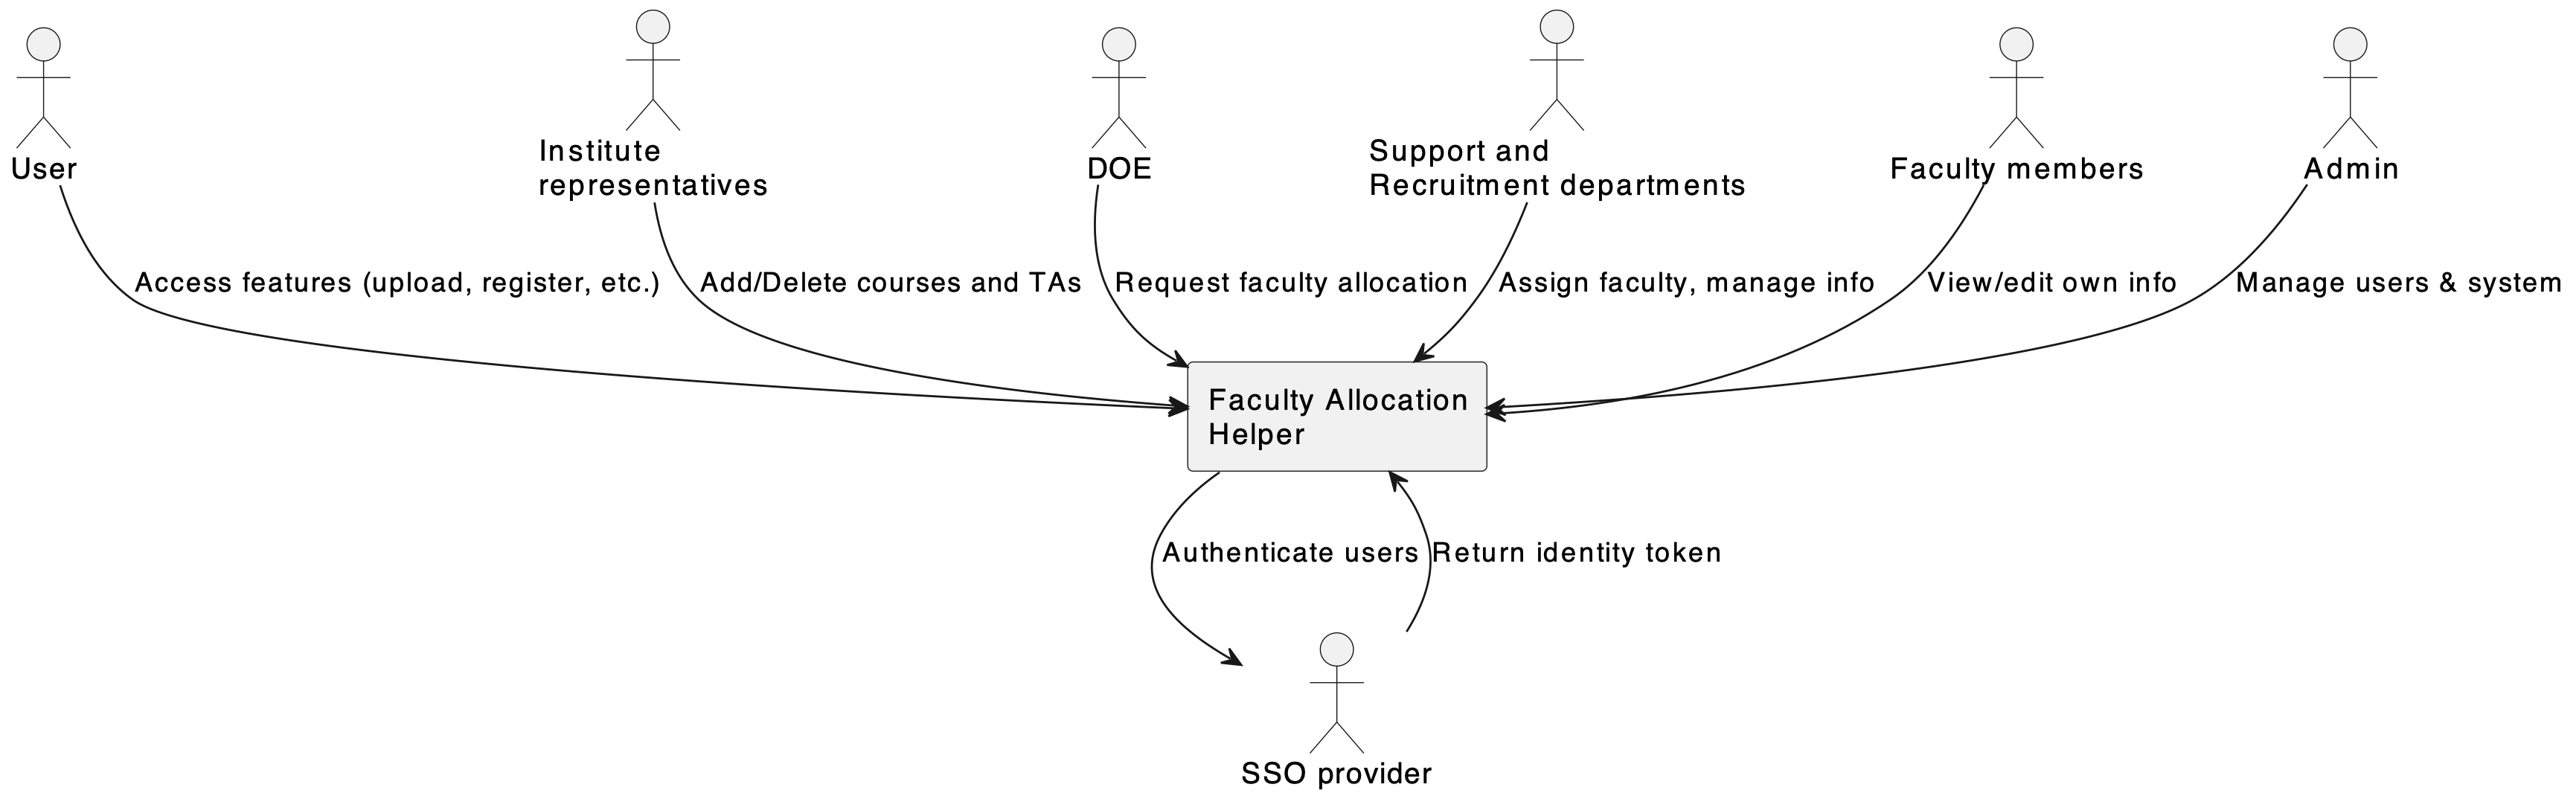 User
Institute
representatives
DOE
Support and
Recruitment departments
Faculty members
Admin
Access features (upload, register, etc.)
Add/Delete courses and TAs
Request faculty allocation
Assign faculty, manage info
View/edit own info
Manage users & system
Faculty Allocation
Helper
Authenticate users
Return identity token
SSO provider